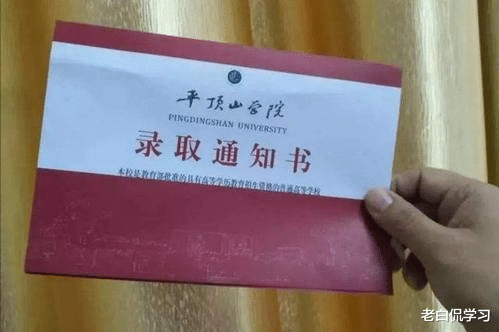 平顶山学院
PINGDINGSHAN UNIVERSITY
录取通知书
本校是教育部批准的具有高等学历教育招生资格的普通高等学校
老白侃学习